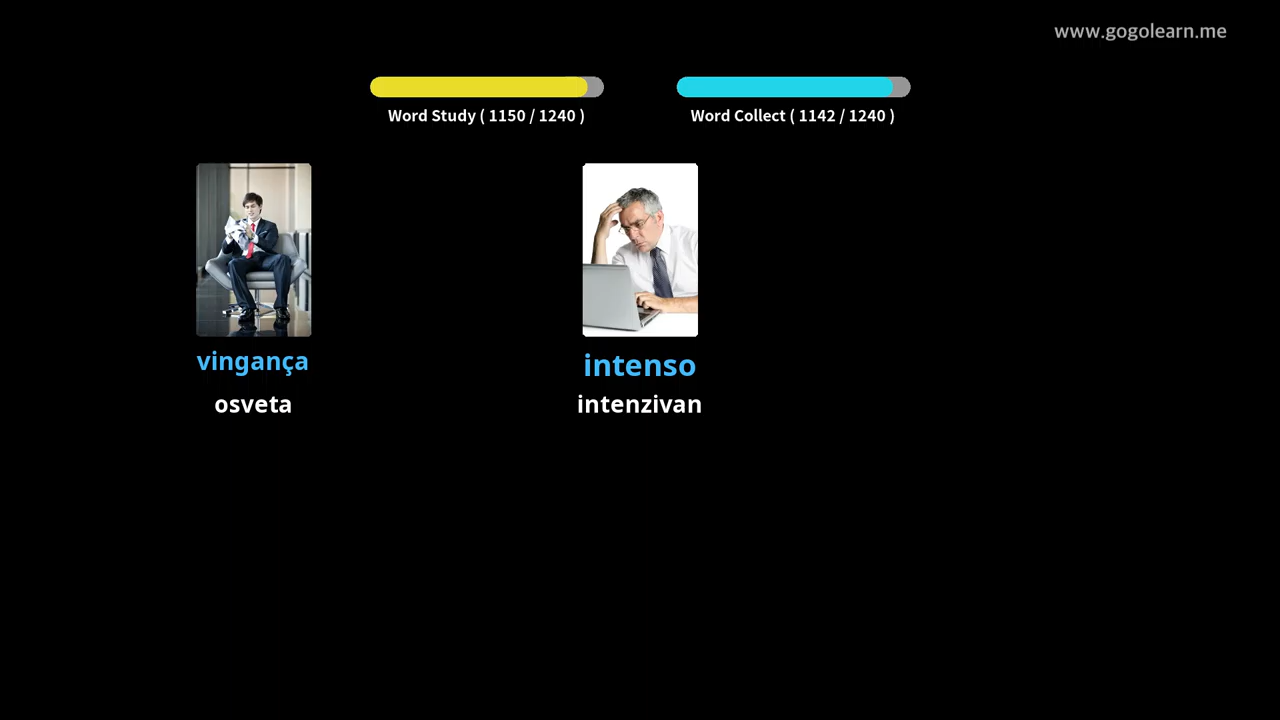 www.gogolearn.me
Word Study ( 1150 / 1240 )
Word Collect ( 1142 / 1240 )
vingança
osveta
intenso
intenzivan